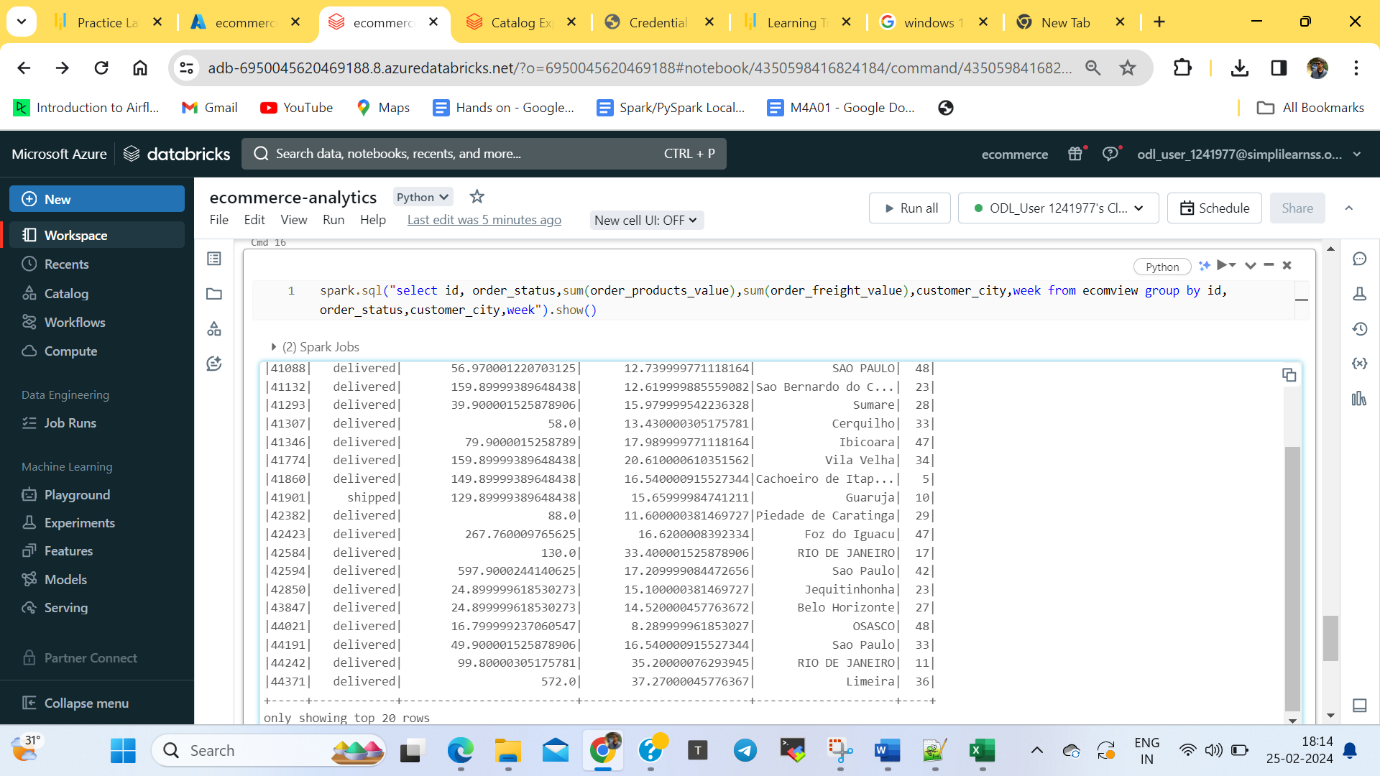 Practice La
ecommerc
ecommerc
Catalog Ex
Credential
Learning T
windows 1
New Tab
adb-6950045620469188.8.azuredatabricks.net/?o=6950045620469188#notebook/4350598416824184/command/435059841682...
Introduction to Airfl...
Gmail
YouTube
Maps
Hands on - Google...
Spark/PySpark Local...
M4A01 - Google Do...
All Bookmarks
Microsoft Azure
databricks
Search data, notebooks, recents, and more...
CTRL + P
ecommerce
odl_user_1241977@simplilearnss.o...
New
Workspace
Recents
Catalog
Workflows
Compute
Data Engineering
Job Runs
Machine Learning
Playground
Experiments
Features
Models
Serving
Partner Connect
Collapse menu
ecommerce-analytics
Python
File Edit View Run Help Last edit was 5 minutes ago New cell UI: OFF
Run all
ODL_User 1241977's Cl...
Schedule
Share
Cmd 16
Python
1 spark.sql("select id, order_status,sum(order_products_value),sum(order_freight_value),customer_city,week from ecomview group by id,
order_status,customer_city,week").show()
(2) Spark Jobs
|41088| delivered| 56.970001220703125| 12.739999771118164| SAO PAULO| 48|
|41132| delivered| 159.89999389648438| 12.619999885559082|Sao Bernardo do C...| 23|
|41293| delivered| 39.900001525878906| 15.979999542236328| Sumare| 28|
|41307| delivered| 58.0| 13.430000305175781| Cerquilho| 33|
|41346| delivered| 79.9000015258789| 17.989999771118164| Ibicoara| 47|
|41774| delivered| 159.89999389648438| 20.610000610351562| Vila Velha| 34|
|41860| delivered| 149.89999389648438| 16.540000915527344|Cachoeiro de Itap...| 5|
|41901| shipped| 129.89999389648438| 15.65999984741211| Guaruja| 10|
|42382| delivered| 88.0| 11.600000381469727|Piedade de Caratinga| 29|
|42423| delivered| 267.760009765625| 16.6200008392334| Foz do Iguacu| 47|
|42584| delivered| 130.0| 33.400001525878906| RIO DE JANEIRO| 17|
|42594| delivered| 597.9000244140625| 17.209999084472656| Sao Paulo| 42|
|42850| delivered| 24.899999618530273| 15.100000381469727| Jequitinhonha| 23|
|43847| delivered| 24.899999618530273| 14.520000457763672| Belo Horizonte| 27|
|44021| delivered| 16.799999237060547| 8.289999961853027| OSASCO| 48|
|44191| delivered| 49.900001525878906| 16.540000915527344| Sao Paulo| 33|
|44242| delivered| 99.80000305175781| 35.20000076293945| RIO DE JANEIRO| 11|
|44371| delivered| 572.0| 37.27000045776367| Limeira| 36|
+-----+------------+-------------------------+------------------------+--------------------+----+
only showing top 20 rows
31°
Search
ENG
IN
18:14
25-02-2024